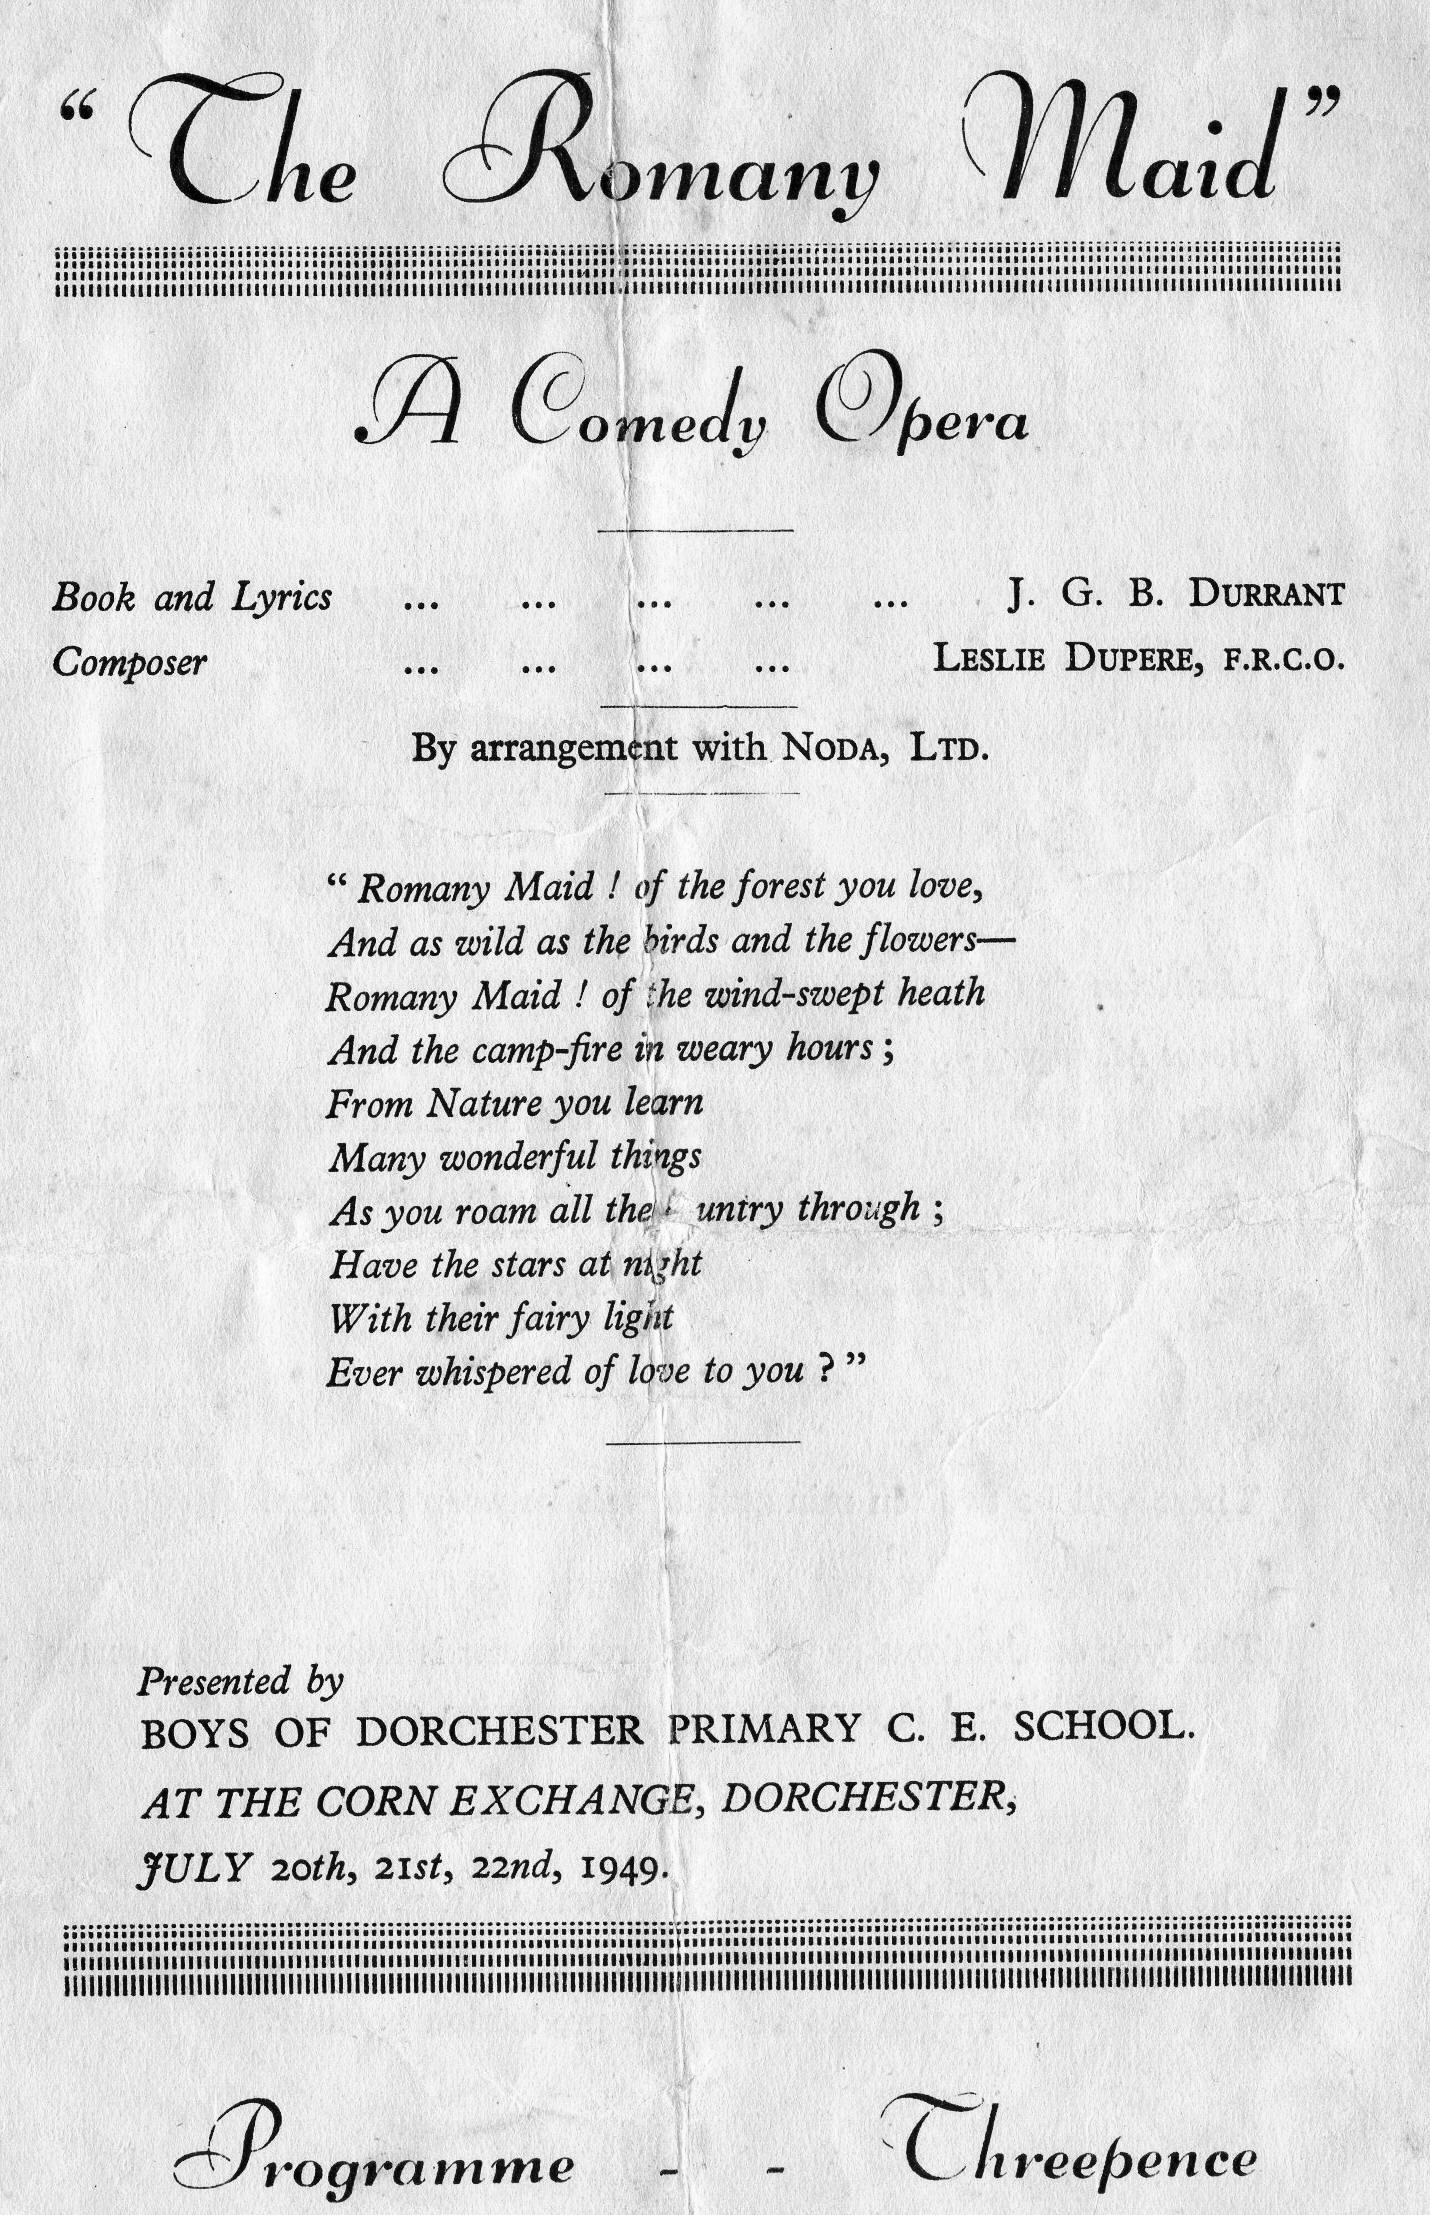 “The Romany Maid”
A Comedy Opera
Book and Lyrics ... ... ... ... ... J. G. B. DURRANT
Composer ... ... ... ... LESLIE DUPERE, F.R.C.O.
By arrangement with NODA, LTD.
“ Romany Maid ! of the forest you love,
And as wild as the birds and the flowers—
Romany Maid ! of the wind-swept heath
And the camp-fire in weary hours ;
From Nature you learn
Many wonderful things
As you roam all the untry through ;
Have the stars at night
With their fairy light
Ever whispered of love to you ? ”
Presented by
BOYS OF DORCHESTER PRIMARY C. E. SCHOOL.
AT THE CORN EXCHANGE, DORCHESTER,
JULY 20th, 21st, 22nd, 1949.
Programme - - Threepence